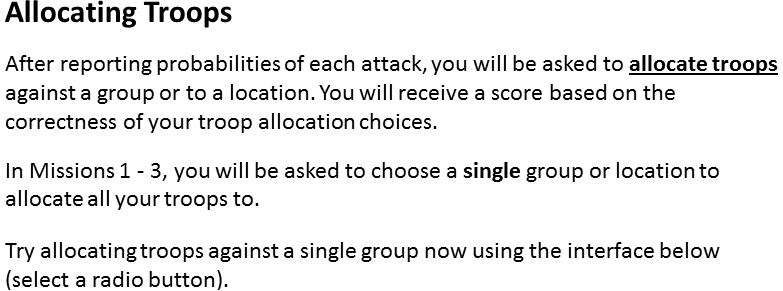 Allocating Troops
After reporting probabilities of each attack, you will be asked to allocate troops
against a group or to a location. You will receive a score based on the
correctness of your troop allocation choices.
In Missions 1 - 3, you will be asked to choose a single group or location to
allocate all your troops to.
Try allocating troops against a single group now using the interface below
(select a radio button).